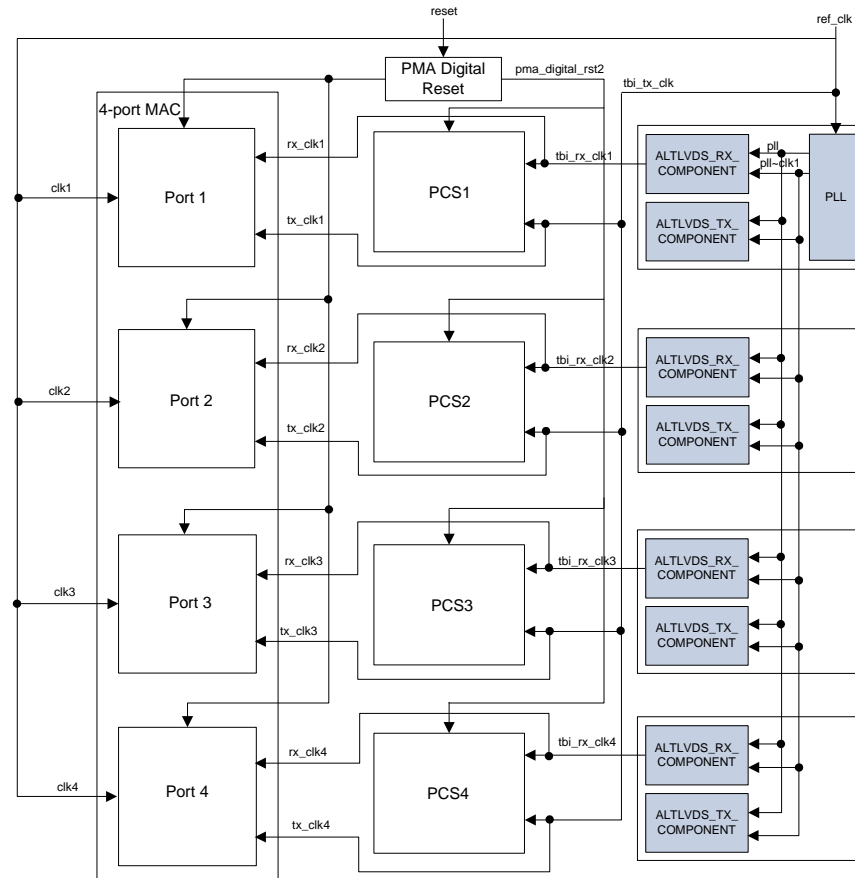 reset
ref_clk
PMA Digital
Reset
pma_digital_rst2
tbi_tx_clk
4-port MAC
rx_clk1
tbi_rx_clk1
ALTLVDS_RX_
COMPONENT
pll
pll~clk1
PLL
clk1
Port 1
PCS1
tx_clk1
ALTLVDS_TX_
COMPONENT
rx_clk2
tbi_rx_clk2
ALTLVDS_RX_
COMPONENT
clk2
Port 2
PCS2
tx_clk2
ALTLVDS_TX_
COMPONENT
rx_clk3
tbi_rx_clk3
ALTLVDS_RX_
COMPONENT
clk3
Port 3
PCS3
tx_clk3
ALTLVDS_TX_
COMPONENT
rx_clk4
tbi_rx_clk4
ALTLVDS_RX_
COMPONENT
clk4
Port 4
PCS4
tx_clk4
ALTLVDS_TX_
COMPONENT